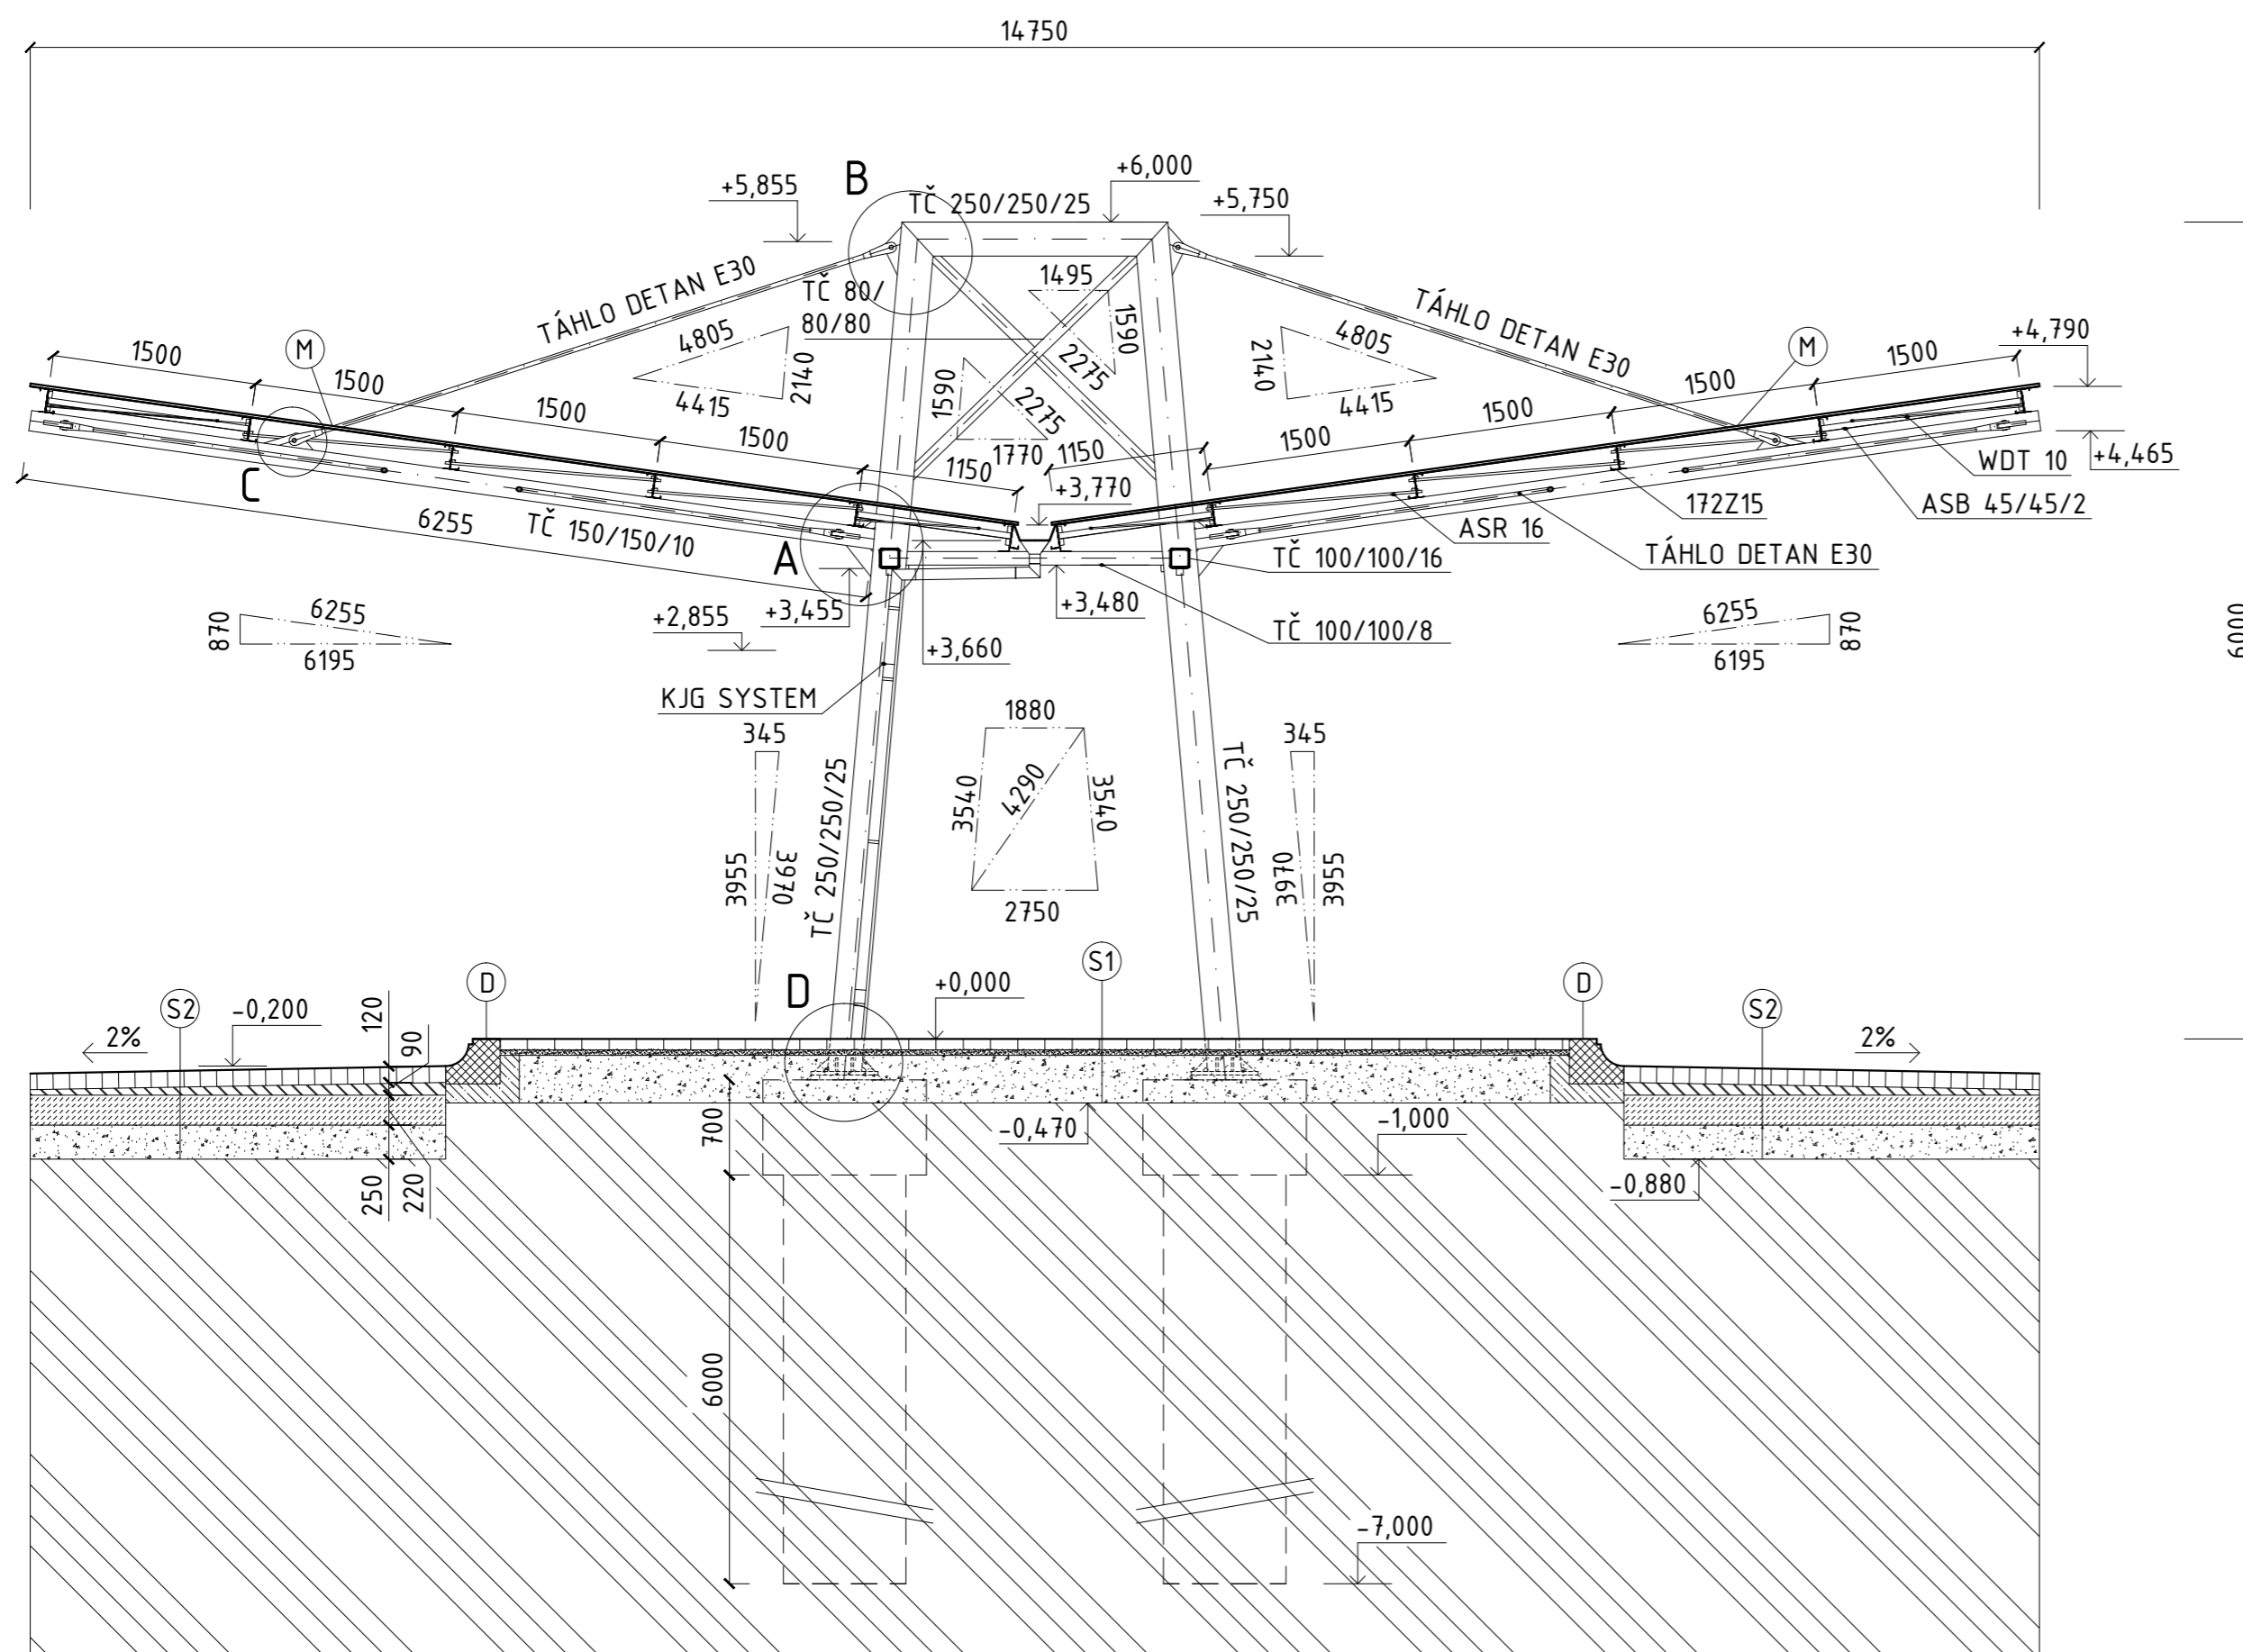 14750
B
+6,000
+5,855
TČ 250/250/25
+5,750
TÁHLO DETAN E30
TČ 80/
80/80
1495
1590
2275
TÁHLO DETAN E30
4805
2140
4415
4805
2140
4415
+4,790
M
M
1500
1500
1500
1500
1150
1590
2275
1770
1150
1500
1500
1500
1500
C
6255
TČ 150/150/10
A
+3,770
WDT 10
+4,465
172Z15
ASB 45/45/2
ASR 16
TÁHLO DETAN E30
TČ 100/100/16
+3,455
+3,480
+2,855
+3,660
TČ 100/100/8
870
6255
6195
6255
870
6195
6000
KJG SYSTEM
345
3955
3970
TČ 250/250/25
1880
3540
4290
3540
2750
TČ 250/250/25
345
3970
3955
D
S1
D
D
+0,000
S2
-0,200
2%
120
90
S2
2%
700
-0,470
-1,000
250
220
-0,880
6000
-7,000